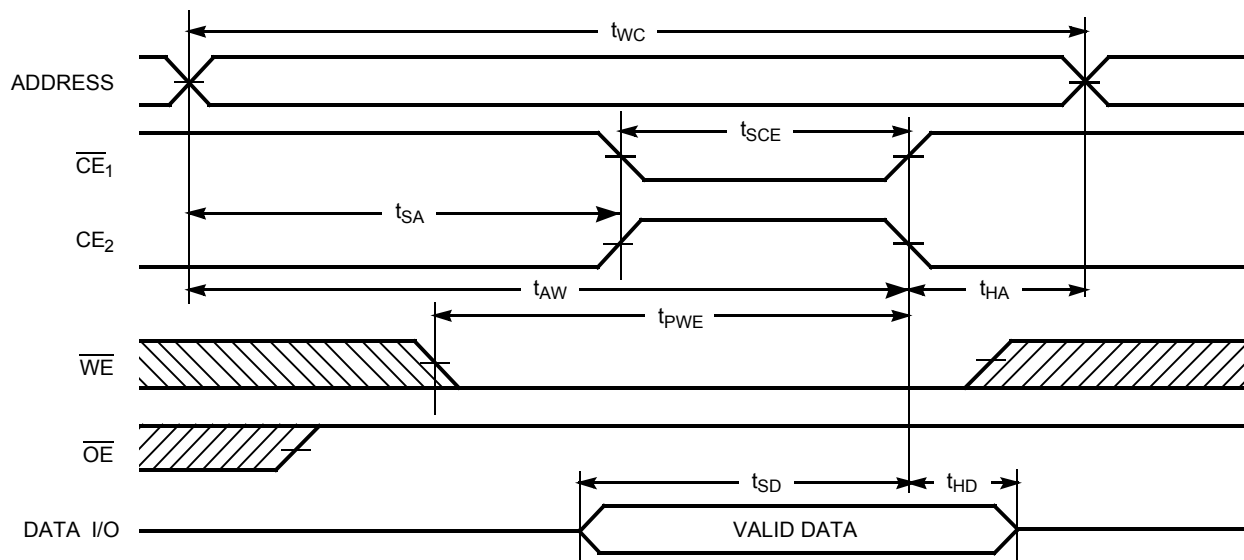 tWC
ADDRESS
tSCE
CE1
tSA
CE2
tAW
tHA
tPWE
WE
OE
tSD
tHD
DATA I/O
VALID DATA